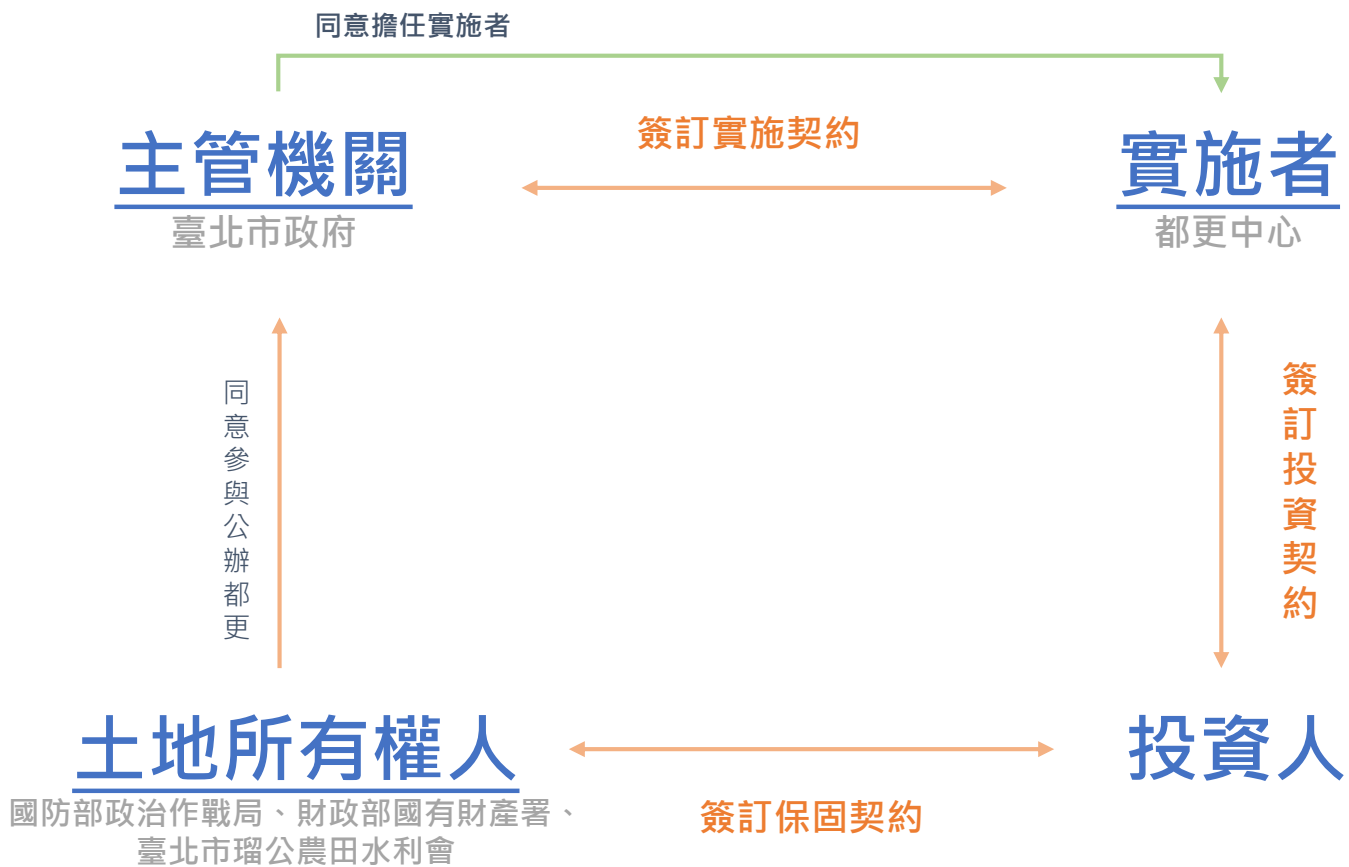 同意擔任實施者
簽訂實施契約
主管機關
實施者
臺北市政府
都更中心
同意參與公辦都更
簽訂投資契約
土地所有權人
投資人
國防部政治作戰局、財政部國有財產署、
臺北市瑠公農田水利會
簽訂保固契約